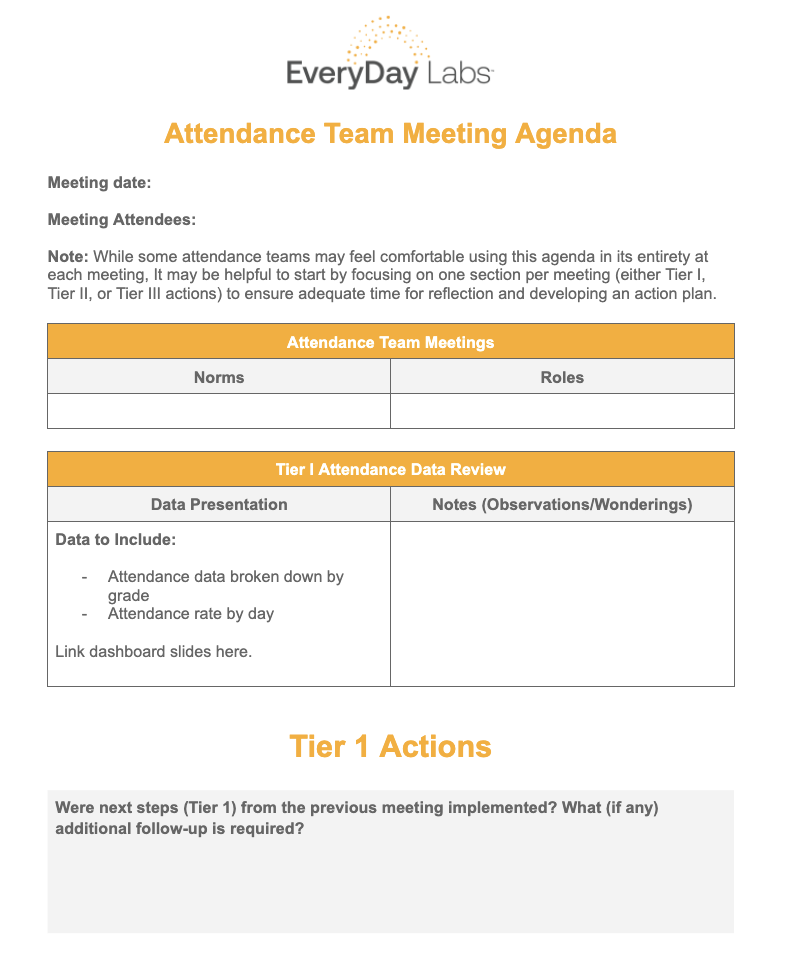 EveryDay Labs™
Attendance Team Meeting Agenda
Meeting date:
Meeting Attendees:
Note: While some attendance teams may feel comfortable using this agenda in its entirety at
each meeting, It may be helpful to start by focusing on one section per meeting (either Tier I,
Tier II, or Tier III actions) to ensure adequate time for reflection and developing an action plan.
Attendance Team Meetings
Norms
Roles
Tier I Attendance Data Review
Data Presentation
Notes (Observations/Wonderings)
Data to Include:
- Attendance data broken down by
grade
- Attendance rate by day
Link dashboard slides here.
Tier 1 Actions
Were next steps (Tier 1) from the previous meeting implemented? What (if any)
additional follow-up is required?